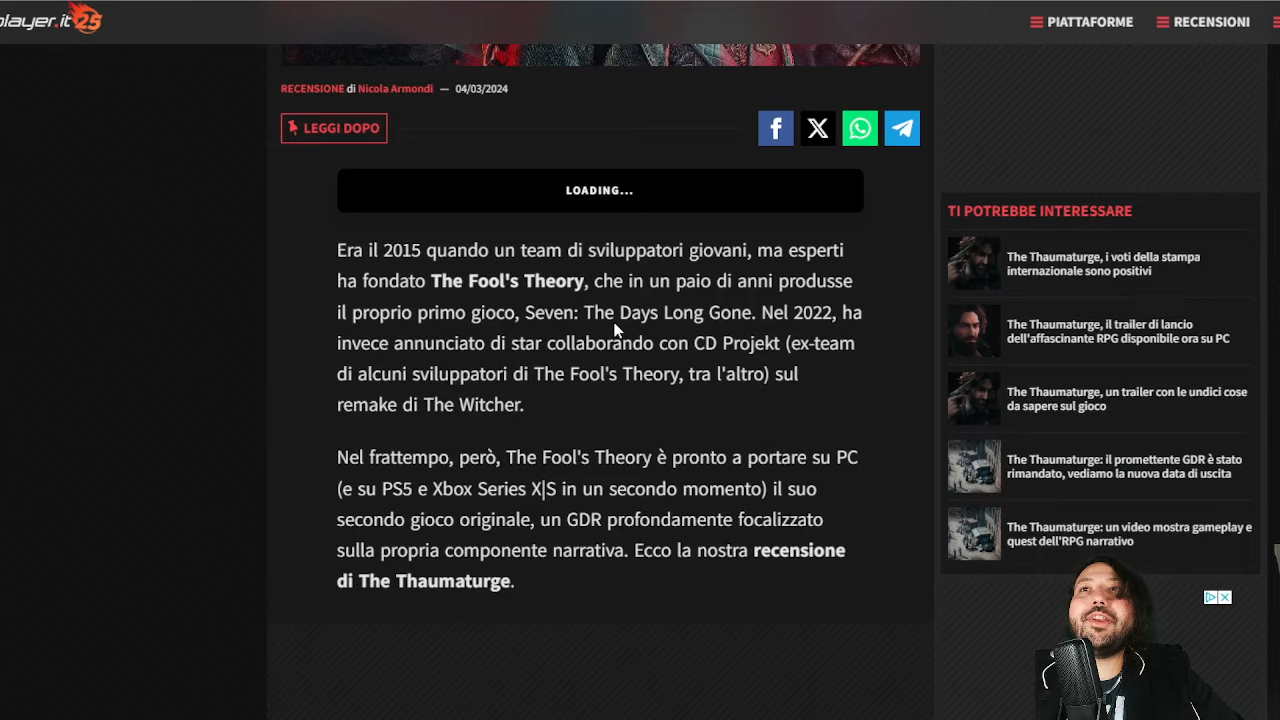 player.it 25
PIATTAFORME
RECENSIONI
RECENSIONE di Nicola Armondi — 04/03/2024
LEGGI DOPO
LOADING...
Era il 2015 quando un team di sviluppatori giovani, ma esperti
ha fondato The Fool's Theory, che in un paio di anni produsse
il proprio primo gioco, Seven: The Days Long Gone. Nel 2022, ha
invece annunciato di star collaborando con CD Projekt (ex-team
di alcuni sviluppatori di The Fool's Theory, tra l'altro) sul
remake di The Witcher.
Nel frattempo, però, The Fool's Theory è pronto a portare su PC
(e su PS5 e Xbox Series X|S in un secondo momento) il suo
secondo gioco originale, un GDR profondamente focalizzato
sulla propria componente narrativa. Ecco la nostra recensione
di The Thaumaturge.
TI POTREBBE INTERESSARE
The Thaumaturge, i voti della stampa
internazionale sono positivi
The Thaumaturge, il trailer di lancio
dell'affascinante RPG disponibile ora su PC
The Thaumaturge, un trailer con le undici cose
da sapere sul gioco
The Thaumaturge: il promettente GDR è stato
rimandato, vediamo la nuova data di uscita
The Thaumaturge: un video mostra gameplay e
quest dell'RPG narrativo